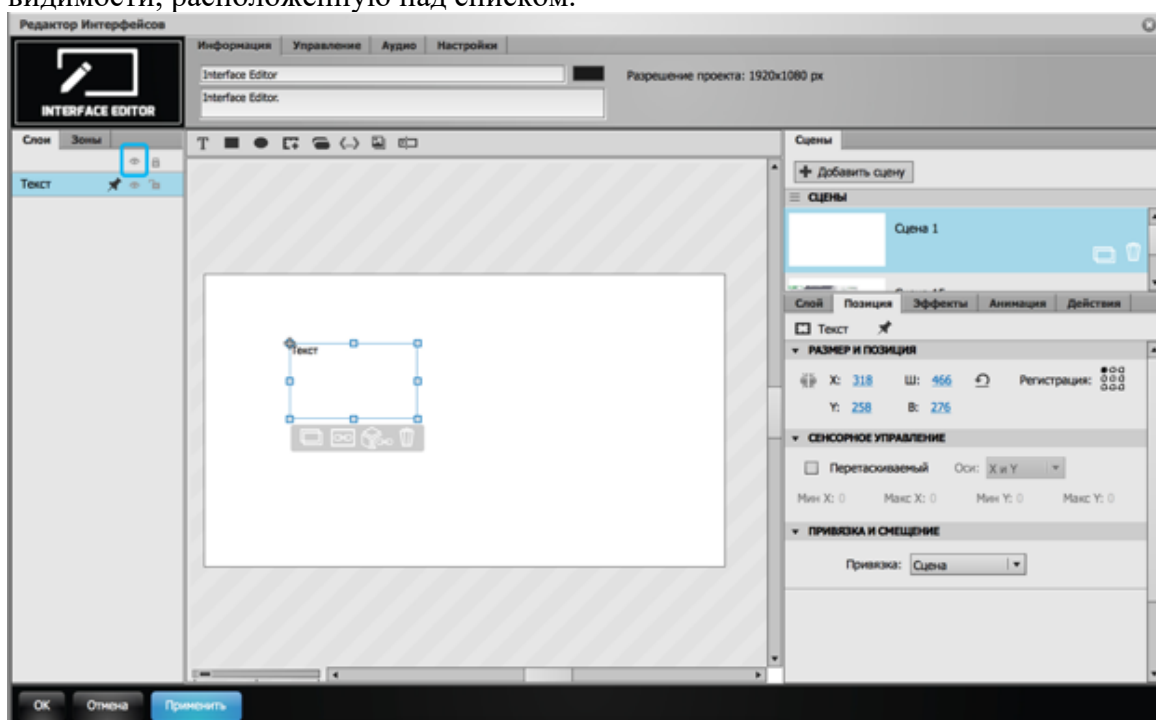 видимости, расположенную над списком.
Редактор Интерфейсов
INTERFACE EDITOR
Информация Управление Аудио Настройки
Interface Editor
Разрешение проекта: 1920x1080 px
Interface Editor.
Слои Зоны
Текст
T
Текст
Сцены
+ Добавить сцену
СЦЕНЫ
Сцена 1
Слой Позиция Эффекты Анимация Действия
Текст
РАЗМЕР И ПОЗИЦИЯ
X: 318 Ш: 466 Регистрация:
Y: 258 В: 276
СЕНСОРНОЕ УПРАВЛЕНИЕ
Перетаскиваемый Оси: X и Y
Мин X: 0 Макс X: 0 Мин Y: 0 Макс Y: 0
ПРИВЯЗКА И СМЕЩЕНИЕ
Привязка: Сцена
OK Отмена Применить